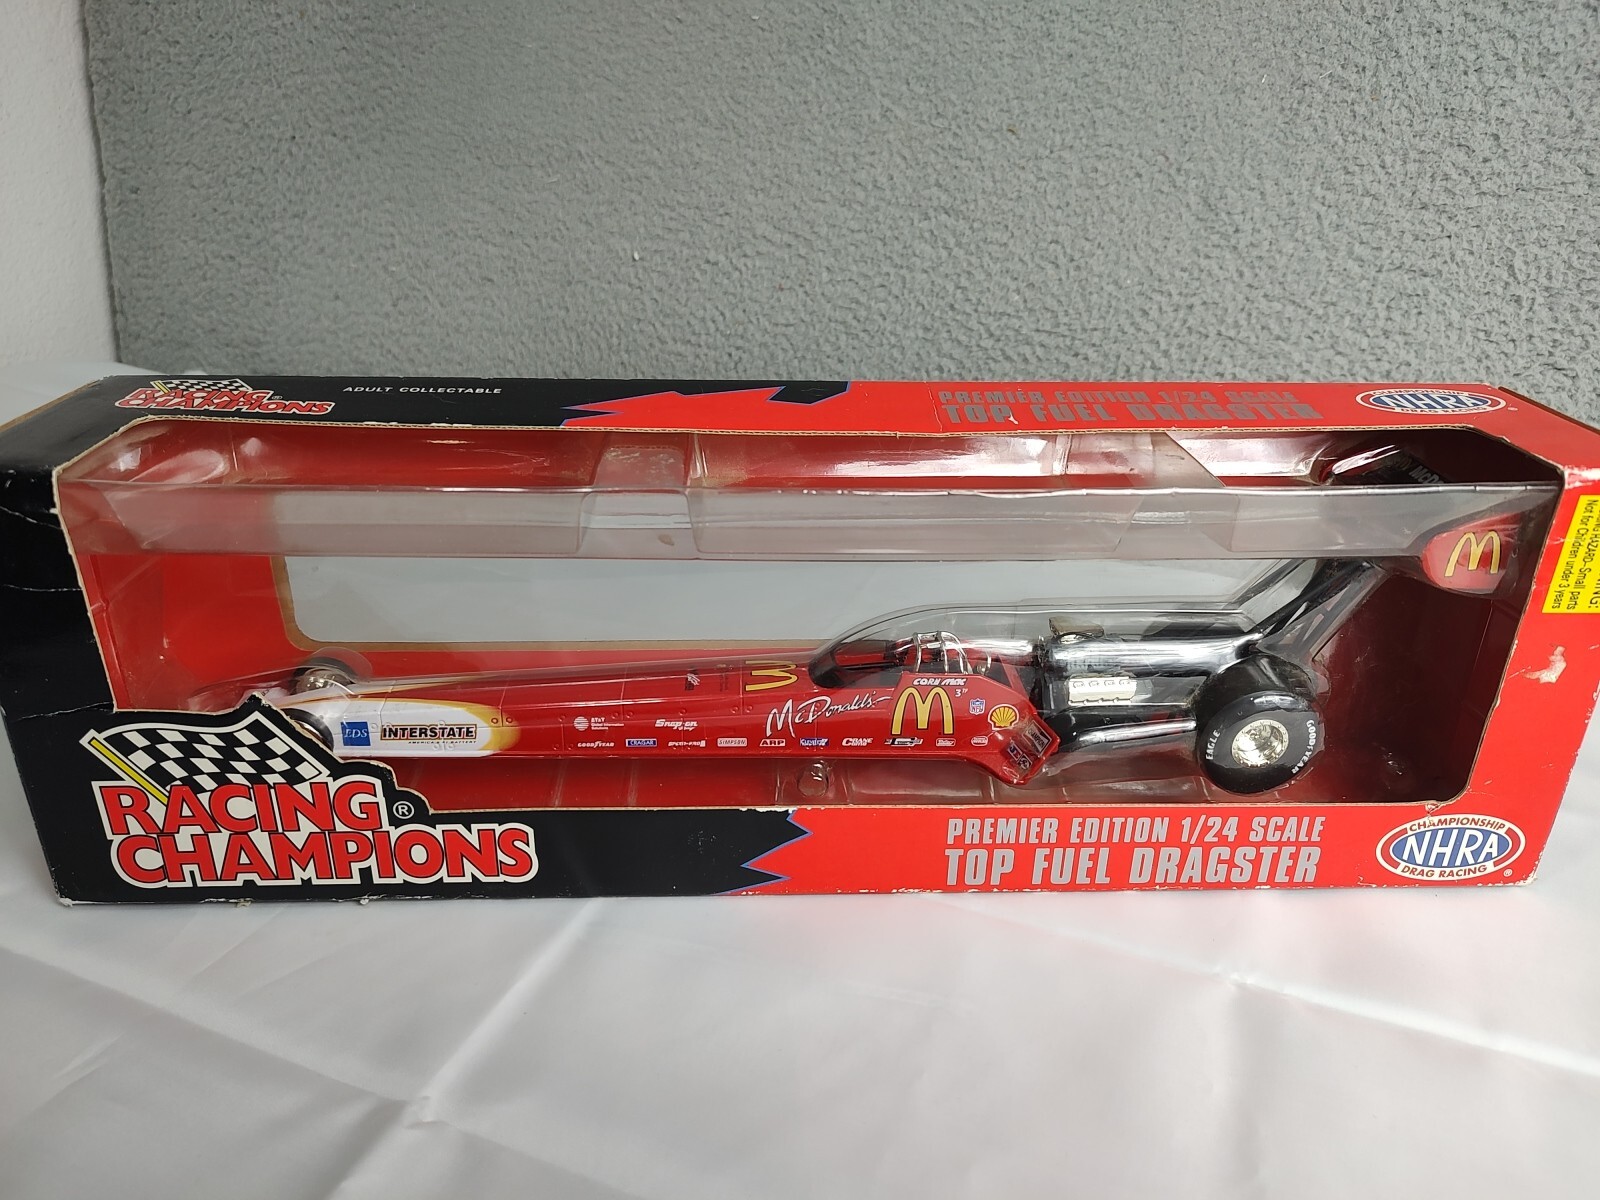 RACING
CHAMPIONS ®
ADULT COLLECTABLE
PREMIER EDITION 1/24 SCALE
TOP FUEL DRAGSTER
CHAMPIONSHIP
NHRA
DRAG RACING ®
Not for Children under 3 years
EDS
INTERSTATE
AT&T
Snap-on
GOODYEAR
CRAGAR
SIMPSON
ARP
McDonald's
CORY MAC
M
M
EAGLE
GOODYEAR
RACING ®
CHAMPIONS
PREMIER EDITION 1/24 SCALE
TOP FUEL DRAGSTER
CHAMPIONSHIP
NHRA
DRAG RACING ®